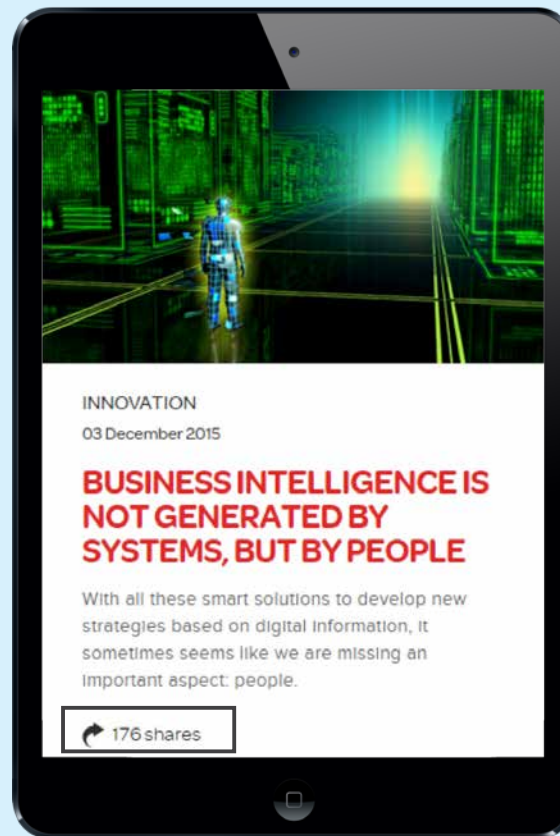 INNOVATION
03 December 2015
BUSINESS INTELLIGENCE IS
NOT GENERATED BY
SYSTEMS, BUT BY PEOPLE
With all these smart solutions to develop new
strategies based on digital information, it
sometimes seems like we are missing an
important aspect: people.
176 shares